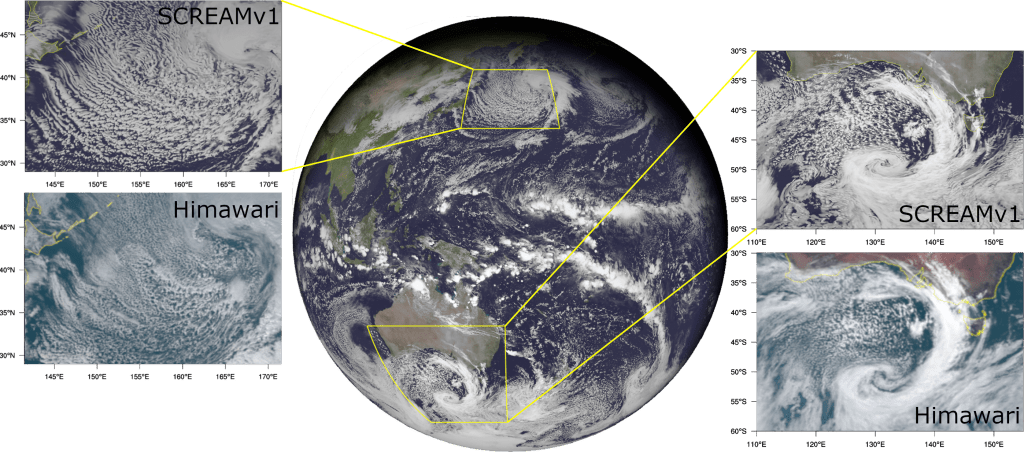 SCREAMv1
45°N
40°N
35°N
30°N
145°E 150°E 155°E 160°E 165°E 170°E
Himawari
45°N
40°N
35°N
30°N
145°E 150°E 155°E 160°E 165°E 170°E
30°S
35°S
40°S
45°S
50°S
55°S
SCREAMv1
60°S
110°E 120°E 130°E 140°E 150°E
30°S
35°S
40°S
45°S
50°S
55°S
Himawari
60°S
110°E 120°E 130°E 140°E 150°E